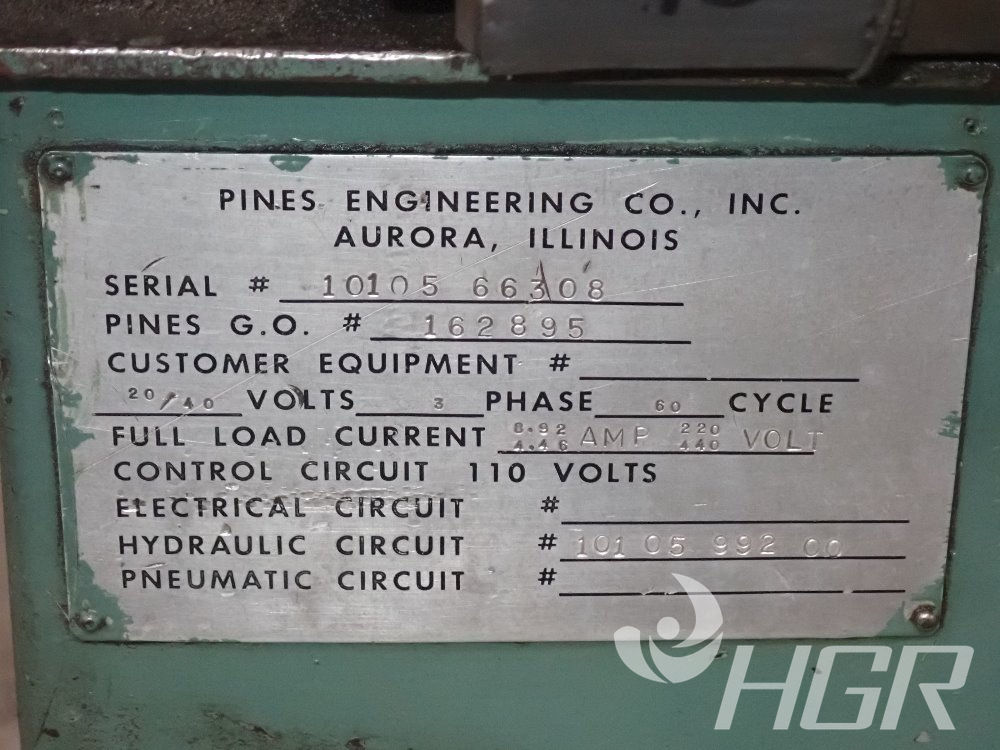 PINES ENGINEERING CO., INC.
AURORA, ILLINOIS
SERIAL # 10105 66308
PINES G.O. # 162895
CUSTOMER EQUIPMENT #
20/40 VOLTS 3 PHASE 60 CYCLE
FULL LOAD CURRENT 8.92 4.46 AMP 220 440 VOLT
CONTROL CIRCUIT 110 VOLTS
ELECTRICAL CIRCUIT #
HYDRAULIC CIRCUIT # 10105 992 00
PNEUMATIC CIRCUIT #
HGR